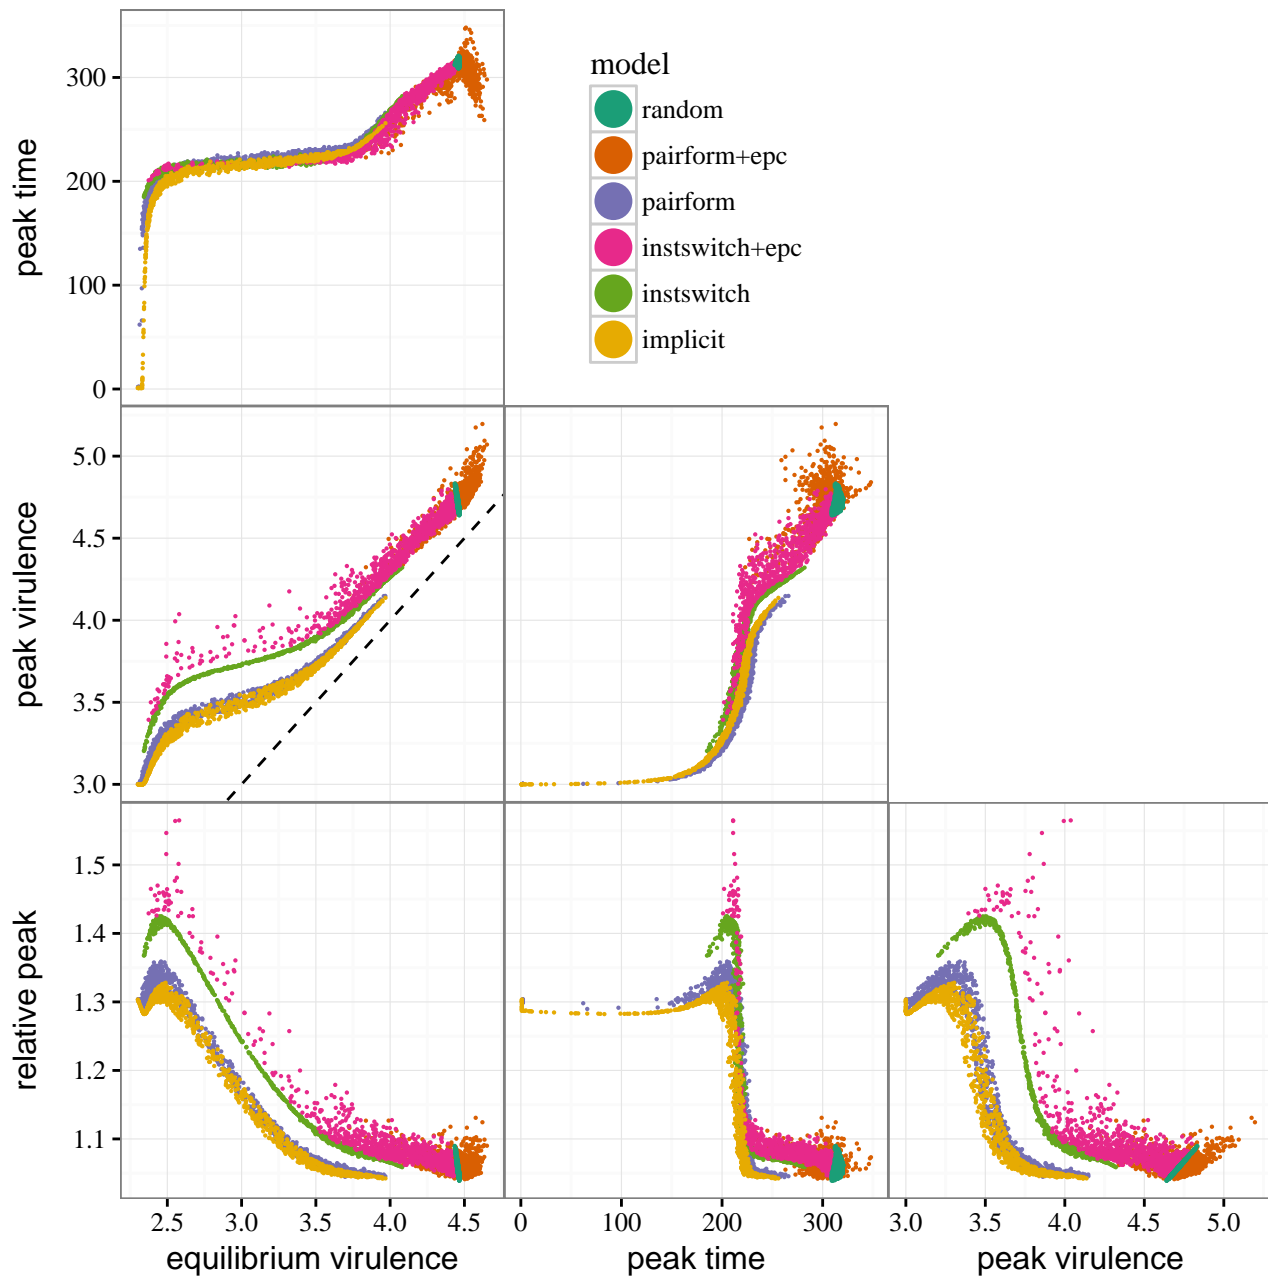 model
random
pairform+epc
pairform
instswitch+epc
instswitch
implicit
peak time
300
200
100
0
peak virulence
5.0
4.5
4.0
3.5
3.0
relative peak
1.5
1.4
1.3
1.2
1.1
2.5 3.0 3.5 4.0 4.5
0 100 200 300
3.0 3.5 4.0 4.5 5.0
equilibrium virulence
peak time
peak virulence